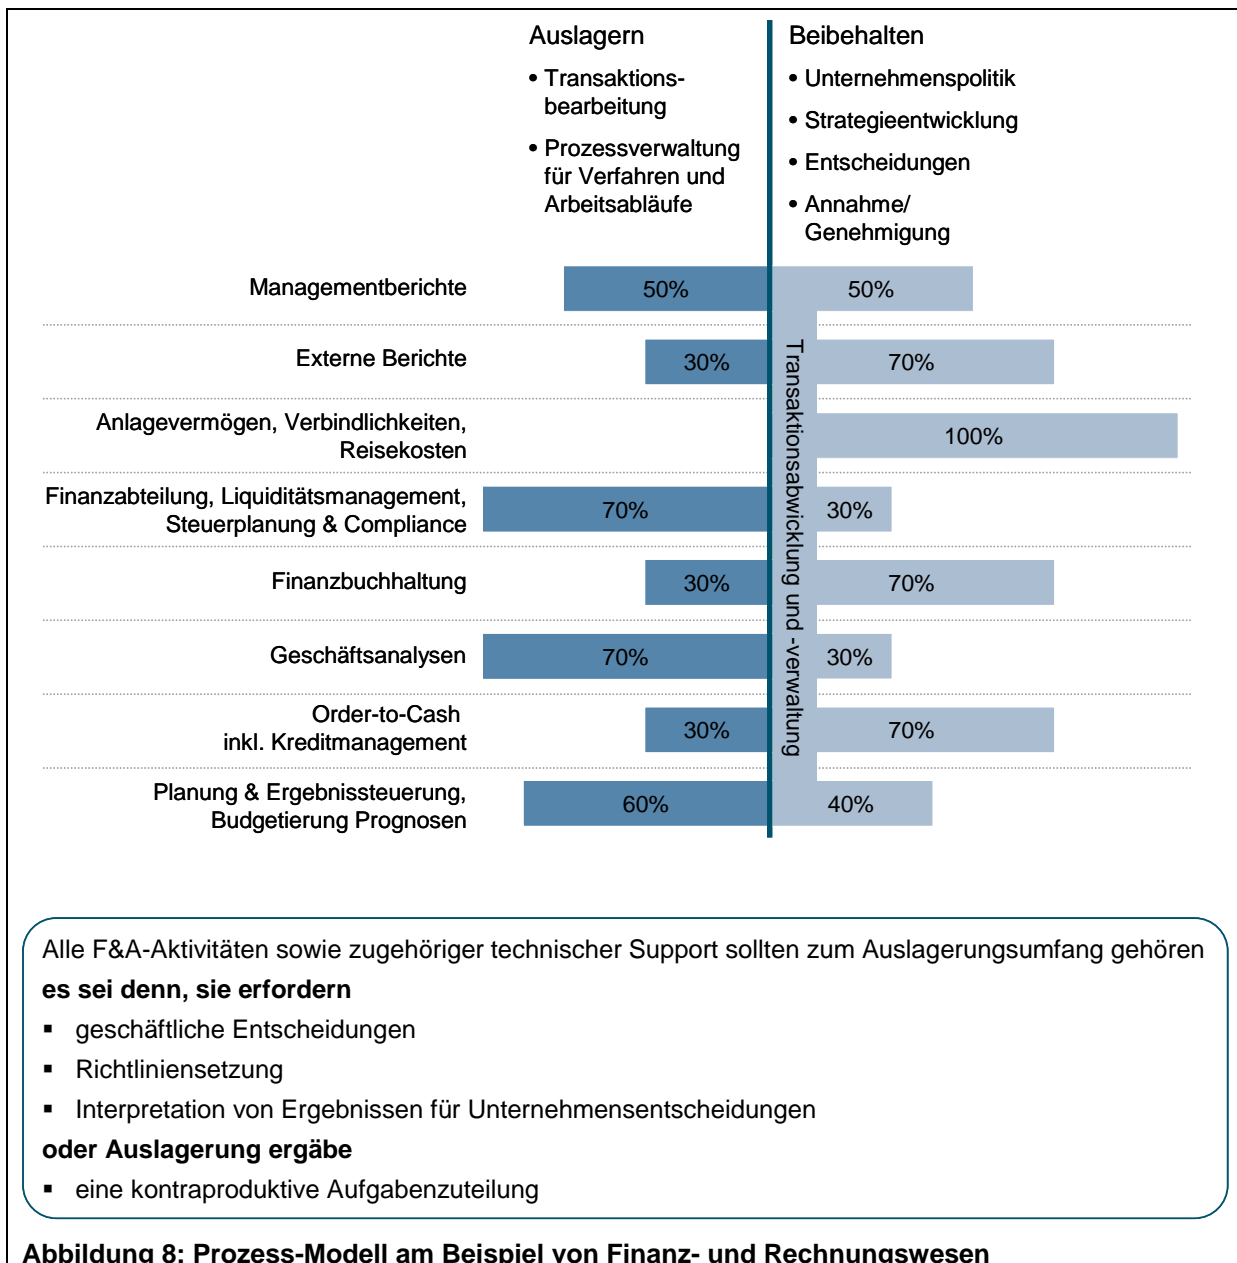 Auslagern
• Transaktions-
bearbeitung
• Prozessverwaltung
für Verfahren und
Arbeitsabläufe
Beibehalten
• Unternehmenspolitik
• Strategieentwicklung
• Entscheidungen
• Annahme/
Genehmigung
Managementberichte
50%
50%
Externe Berichte
30%
70%
Anlagevermögen, Verbindlichkeiten,
Reisekosten
100%
Finanzabteilung, Liquiditätsmanagement,
Steuerplanung & Compliance
70%
30%
Finanzbuchhaltung
30%
70%
Geschäftsanalysen
70%
30%
Order-to-Cash
inkl. Kreditmanagement
30%
70%
Planung & Ergebnissteuerung,
Budgetierung Prognosen
60%
40%
Transaktionsabwicklung und -verwaltung
Alle F&A-Aktivitäten sowie zugehöriger technischer Support sollten zum Auslagerungsumfang gehören
es sei denn, sie erfordern
▪ geschäftliche Entscheidungen
▪ Richtliniensetzung
▪ Interpretation von Ergebnissen für Unternehmensentscheidungen
oder Auslagerung ergäbe
▪ eine kontraproduktive Aufgabenzuteilung
Abbildung 8: Prozess-Modell am Beispiel von Finanz- und Rechnungswesen